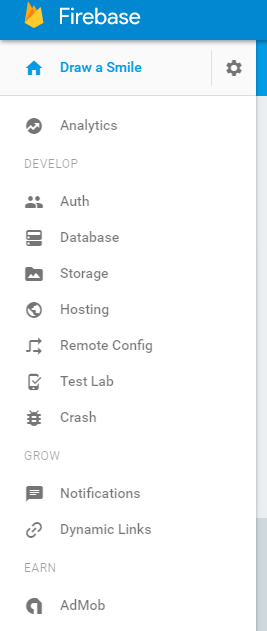 Firebase
Draw a Smile
Analytics
DEVELOP
Auth
Database
Storage
Hosting
Remote Config
Test Lab
Crash
GROW
Notifications
Dynamic Links
EARN
AdMob